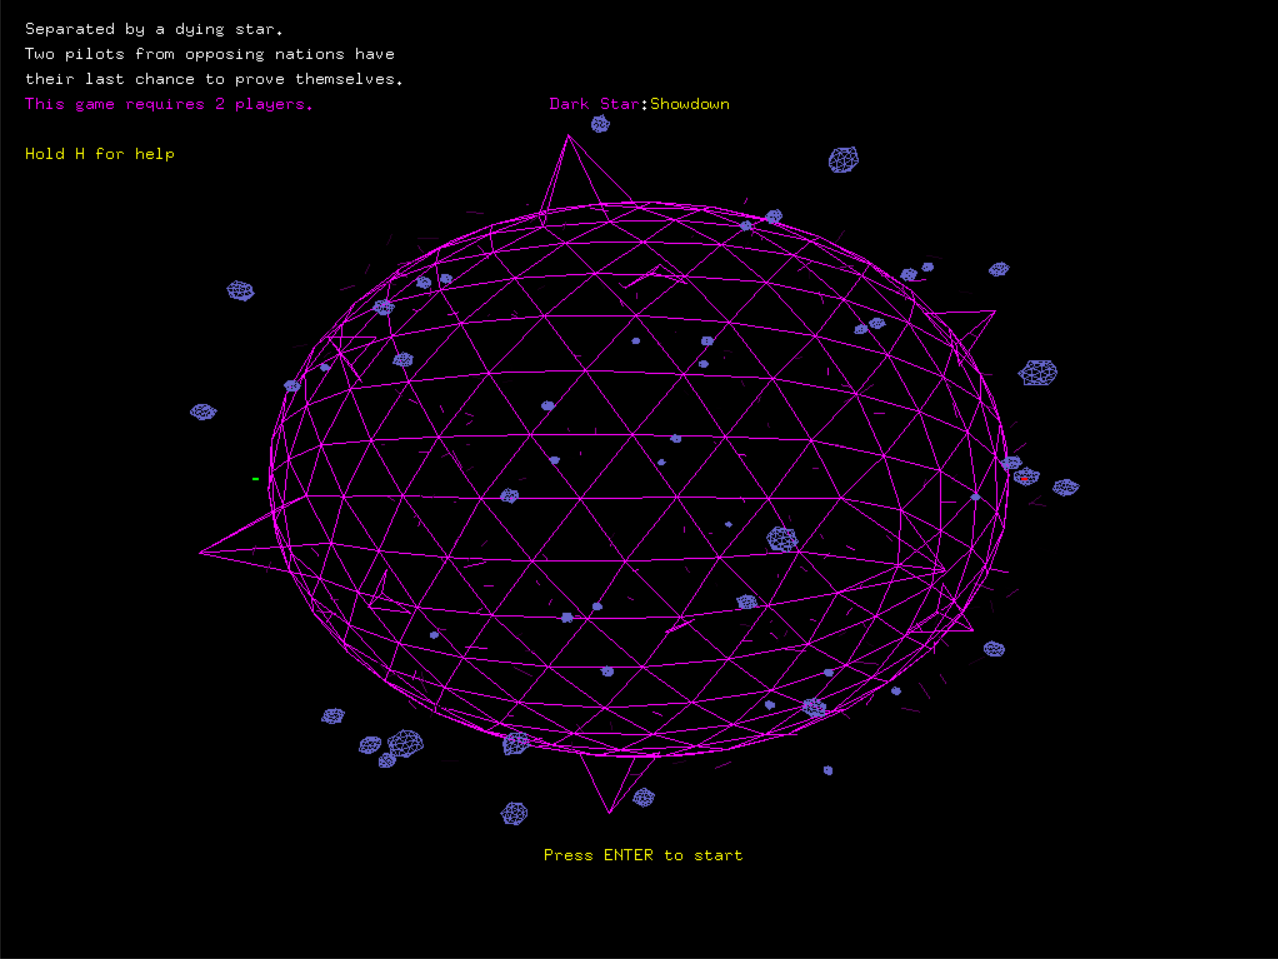 Separated by a dying star.
Two pilots from opposing nations have
their last chance to prove themselves.
This game requires 2 players.
Dark Star:Showdown
Hold H for help
Press ENTER to start